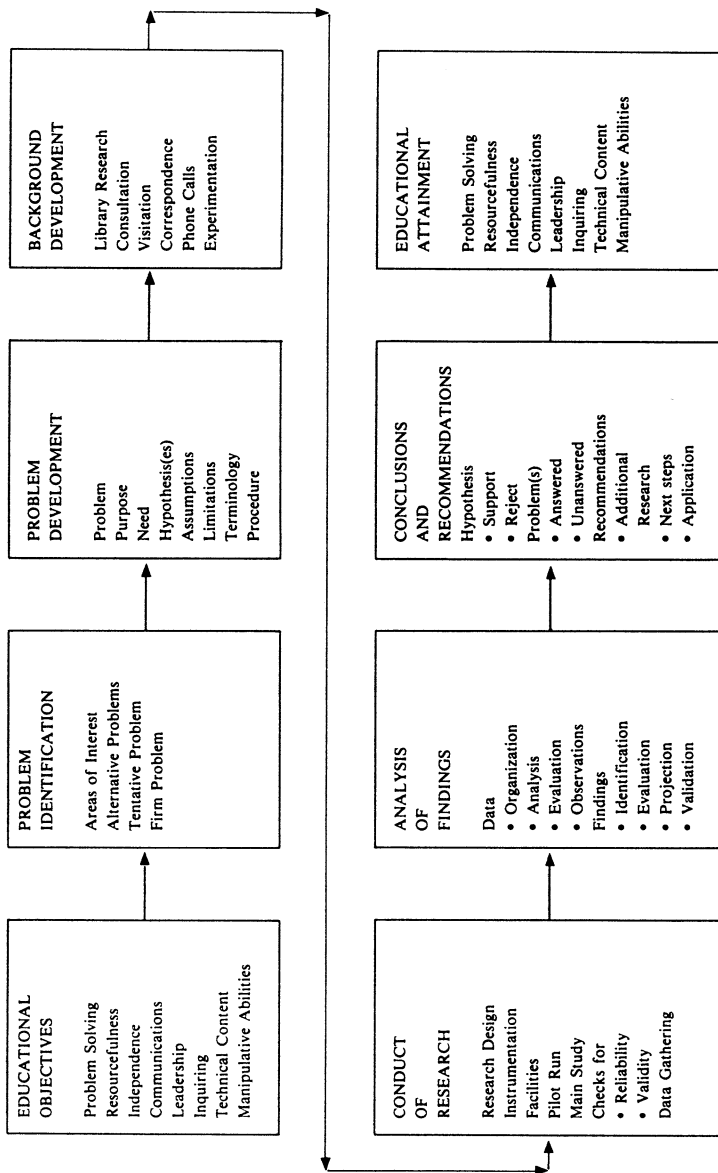 EDUCATIONAL
OBJECTIVES
Problem Solving
Resourcefulness
Independence
Communications
Leadership
Inquiring
Technical Content
Manipulative Abilities
PROBLEM
IDENTIFICATION
Areas of Interest
Alternative Problems
Tentative Problem
Firm Problem
PROBLEM
DEVELOPMENT
Problem
Purpose
Need
Hypothesis(es)
Assumptions
Limitations
Terminology
Procedure
BACKGROUND
DEVELOPMENT
Library Research
Consultation
Visitation
Correspondence
Phone Calls
Experimentation
CONDUCT
OF
RESEARCH
Research Design
Instrumentation
Facilities
Pilot Run
Main Study
Checks for
• Reliability
• Validity
Data Gathering
ANALYSIS
OF
FINDINGS
Data
• Organization
• Analysis
• Evaluation
• Observations
Findings
• Identification
• Evaluation
• Projection
• Validation
CONCLUSIONS
AND
RECOMMENDATIONS
Hypothesis
• Support
• Reject
Problem(s)
• Answered
• Unanswered
Recommendations
• Additional
Research
• Next steps
• Application
EDUCATIONAL
ATTAINMENT
Problem Solving
Resourcefulness
Independence
Communications
Leadership
Inquiring
Technical Content
Manipulative Abilities